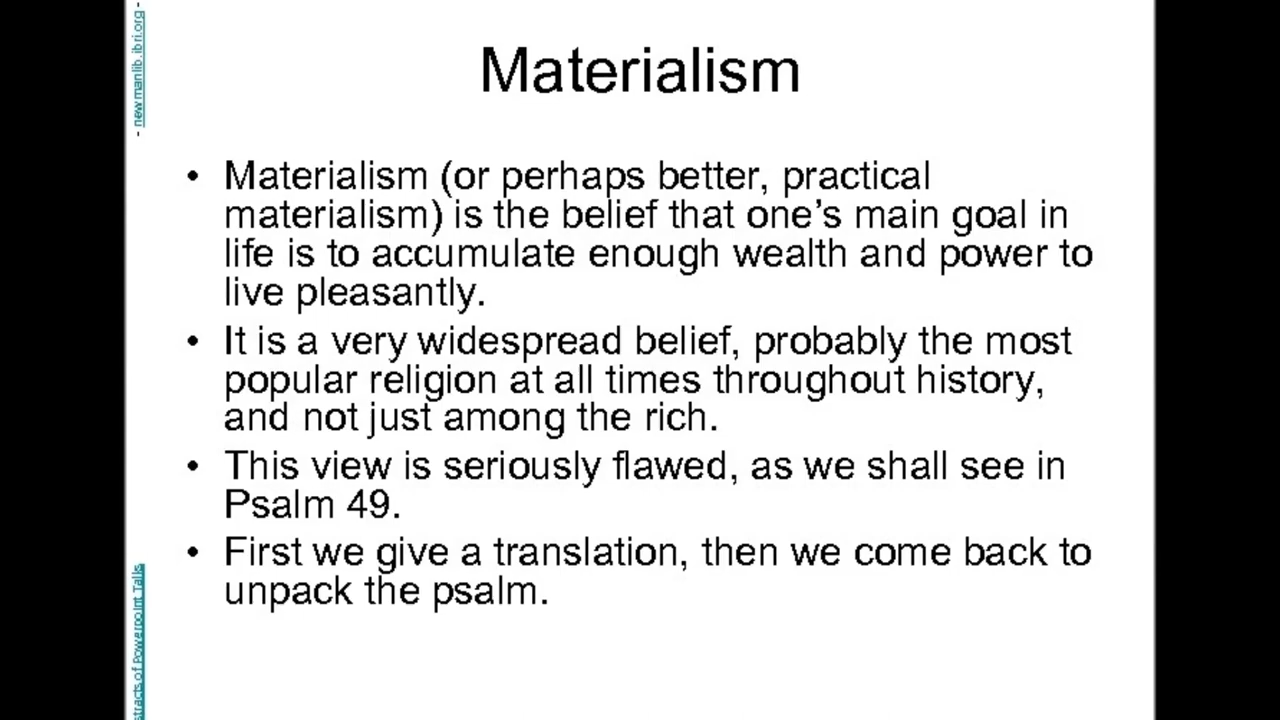 Materialism
• Materialism (or perhaps better, practical
materialism) is the belief that one's main goal in
life is to accumulate enough wealth and power to
live pleasantly.
• It is a very widespread belief, probably the most
popular religion at all times throughout history,
and not just among the rich.
• This view is seriously flawed, as we shall see in
Psalm 49.
• First we give a translation, then we come back to
unpack the psalm.
- newmanlib.ibri.org -
of Powerpoint Talks